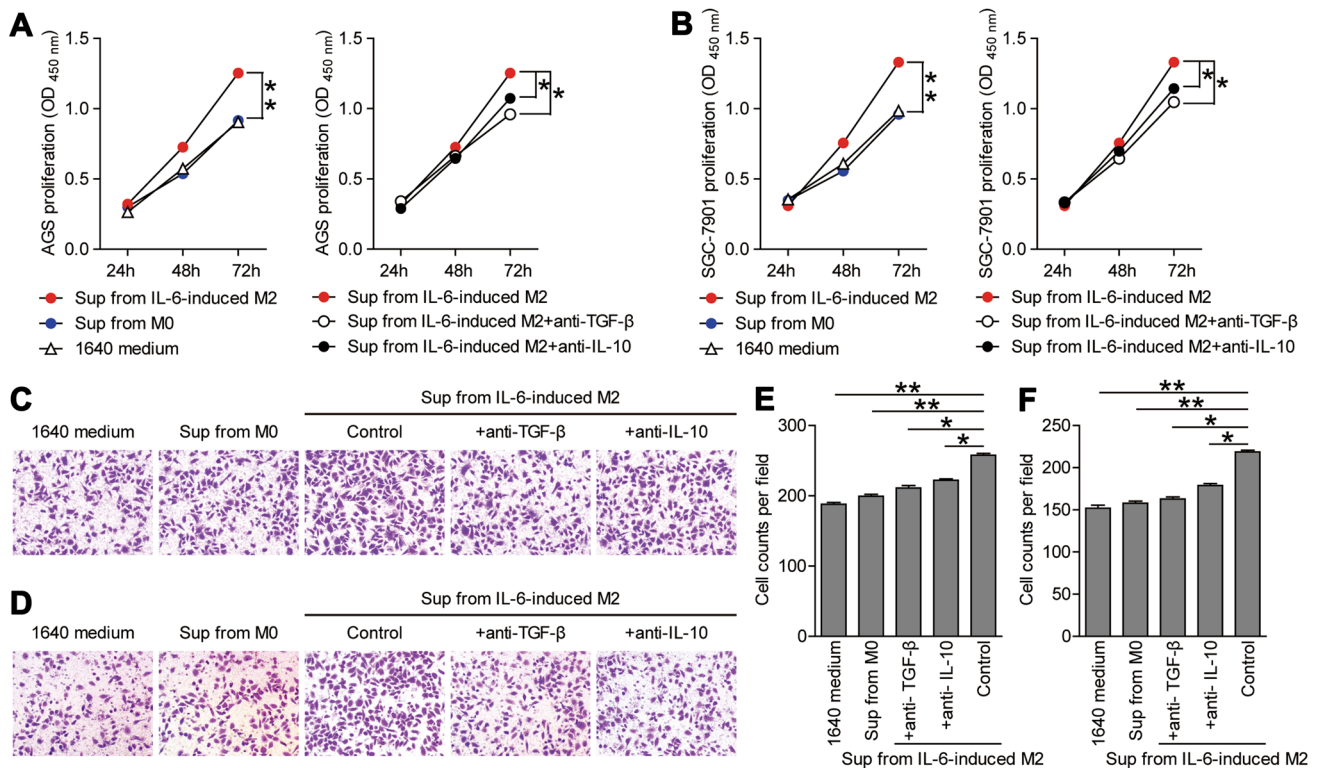 A
AGS proliferation (OD 450 nm)
1.5
1.0
0.5
0.0
24h 48h 72h
**
Sup from IL-6-induced M2
Sup from M0
1640 medium
AGS proliferation (OD 450 nm)
1.5
1.0
0.5
0.0
24h 48h 72h
* *
Sup from IL-6-induced M2
Sup from IL-6-induced M2+anti-TGF-β
Sup from IL-6-induced M2+anti-IL-10
B
SGC-7901 proliferation (OD 450 nm)
1.5
1.0
0.5
0.0
24h 48h 72h
**
Sup from IL-6-induced M2
Sup from M0
1640 medium
SGC-7901 proliferation (OD 450 nm)
1.5
1.0
0.5
0.0
24h 48h 72h
* *
Sup from IL-6-induced M2
Sup from IL-6-induced M2+anti-TGF-β
Sup from IL-6-induced M2+anti-IL-10
C
Sup from IL-6-induced M2
1640 medium Sup from M0 Control +anti-TGF-β +anti-IL-10
D
Sup from IL-6-induced M2
1640 medium Sup from M0 Control +anti-TGF-β +anti-IL-10
E
**
**
*
*
Cell counts per field
300
200
100
0
1640 medium
Sup from M0
+anti- TGF-β
+anti- IL-10
Control
Sup from IL-6-induced M2
F
**
**
*
*
Cell counts per field
250
200
150
100
50
0
1640 medium
Sup from M0
+anti- TGF-β
+anti- IL-10
Control
Sup from IL-6-induced M2